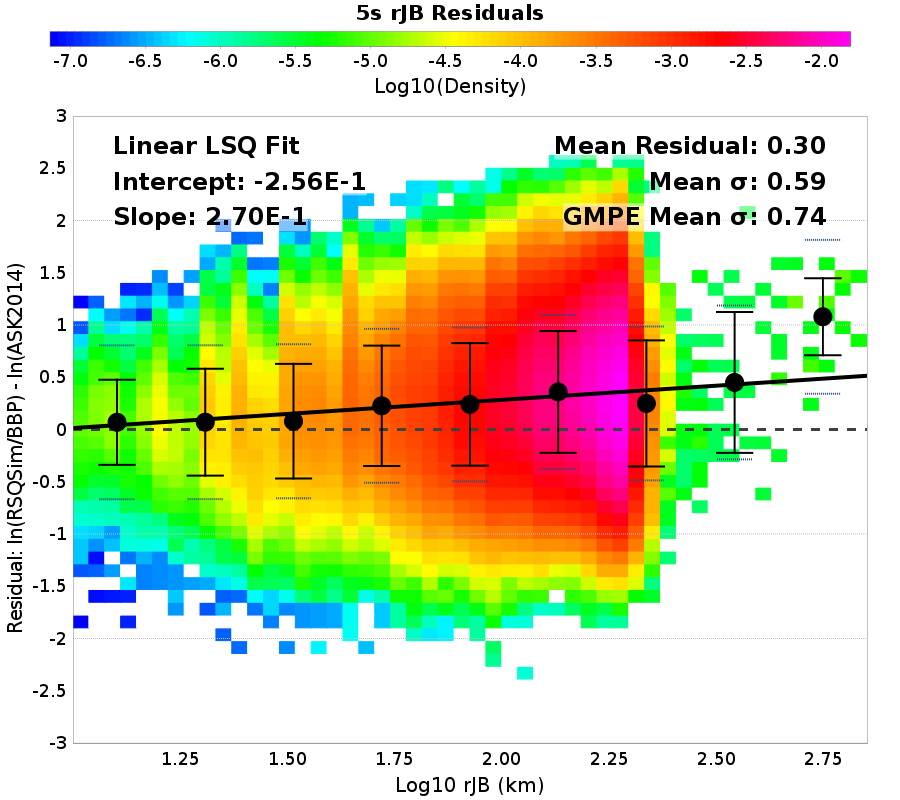 5s rJB Residuals
-7.0 -6.5 -6.0 -5.5 -5.0 -4.5 -4.0 -3.5 -3.0 -2.5 -2.0
Log10(Density)
Linear LSQ Fit
Intercept: -2.56E-1
Slope: 2.70E-1
Mean Residual: 0.30
Mean σ: 0.59
GMPE Mean σ: 0.74
Residual: ln(RSQSim/BBP) - ln(ASK2014)
3
2.5
2
1.5
1
0.5
0
-0.5
-1
-1.5
-2
-2.5
-3
1.25 1.50 1.75 2.00 2.25 2.50 2.75
Log10 rJB (km)